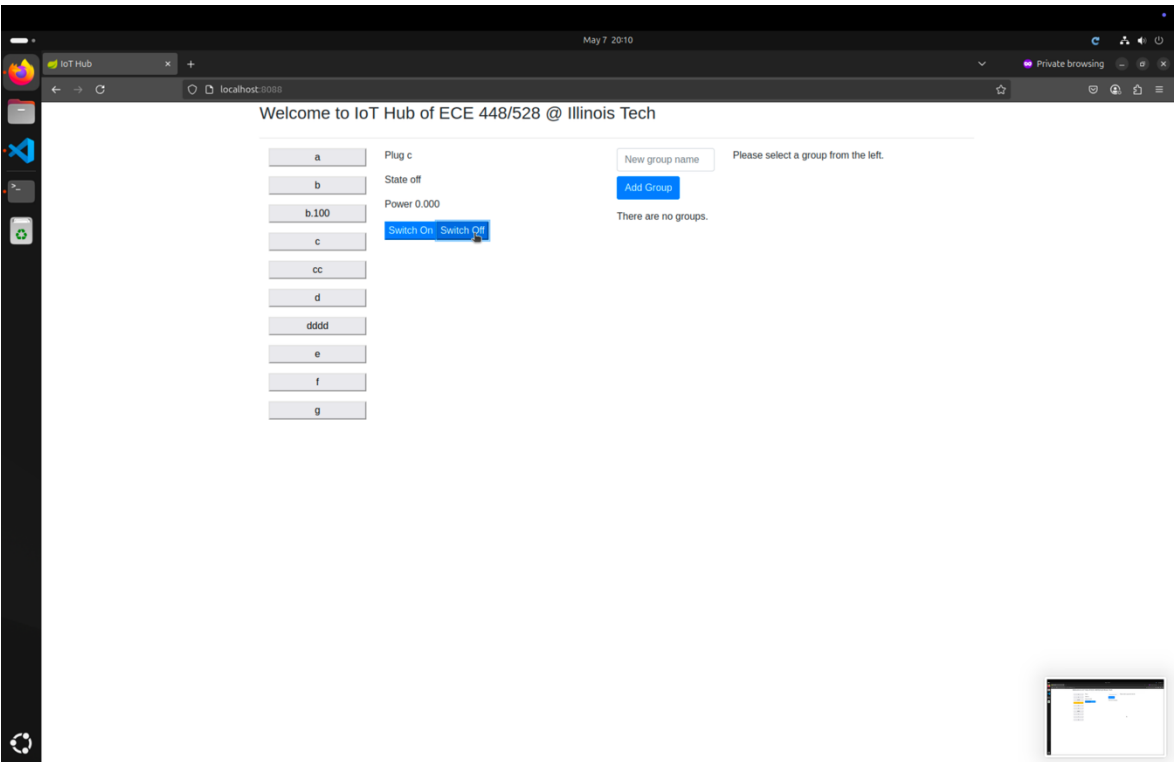 May 7 20:10
IoT Hub
Private browsing
localhost:8088
Welcome to IoT Hub of ECE 448/528 @ Illinois Tech
a
b
b.100
c
cc
d
dddd
e
f
g
Plug c
State off
Power 0.000
Switch On Switch Off
New group name
Add Group
There are no groups.
Please select a group from the left.